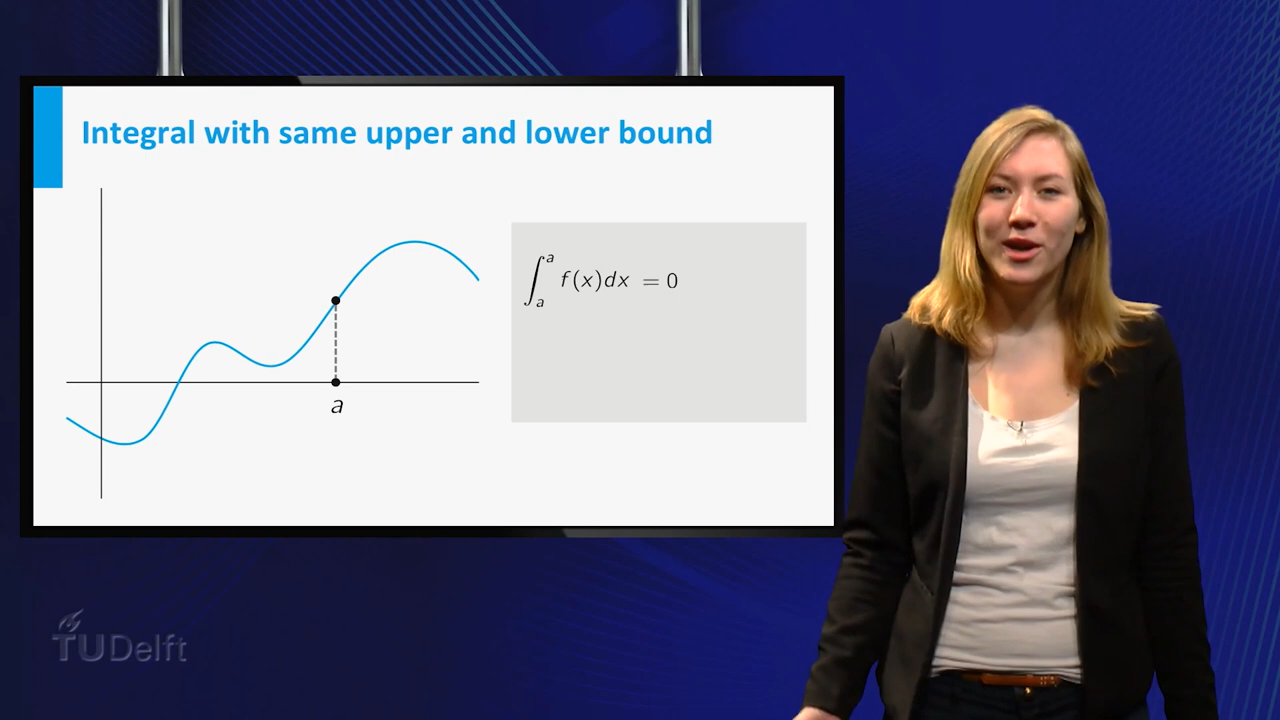 Integral with same upper and lower bound
∫_a^a f(x)dx = 0
a
TUDelft